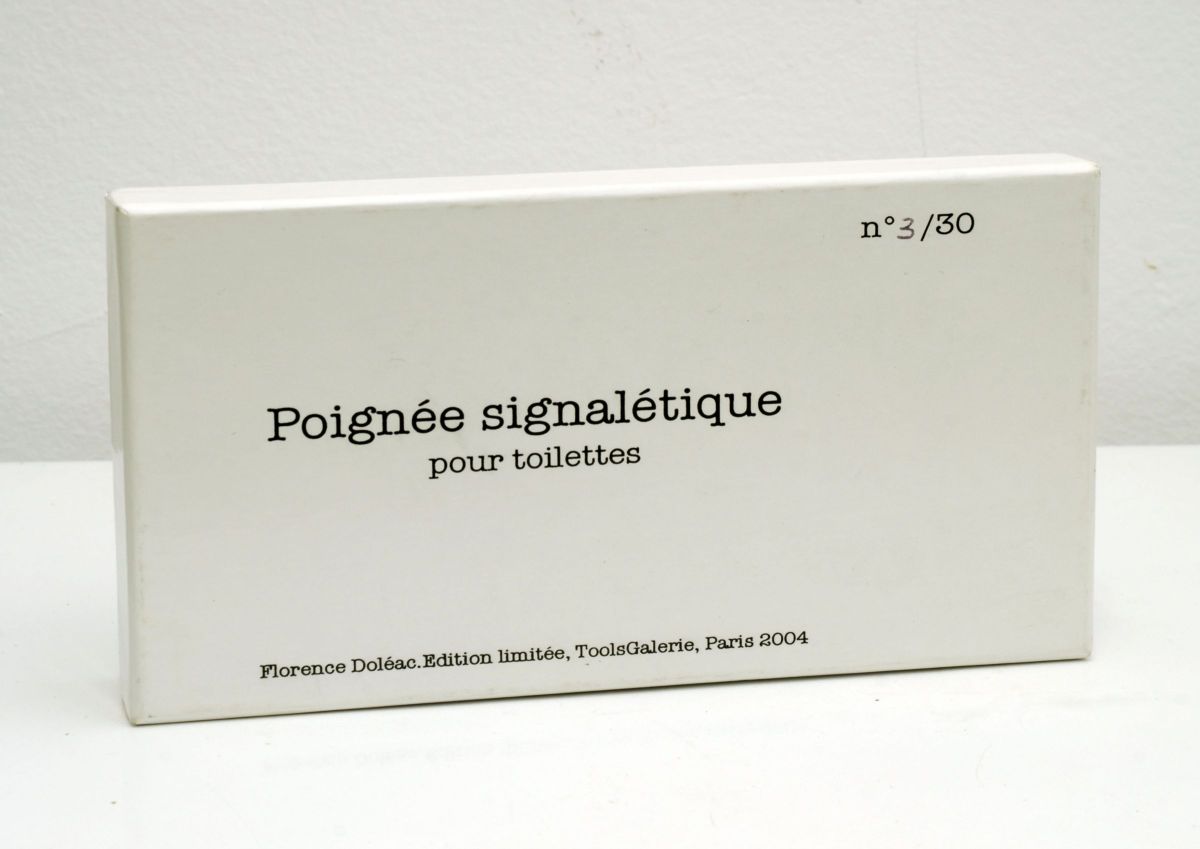 n°3/30
Poignée signalétique
pour toilettes
Florence Doléac.Edition limitée, ToolsGalerie, Paris 2004